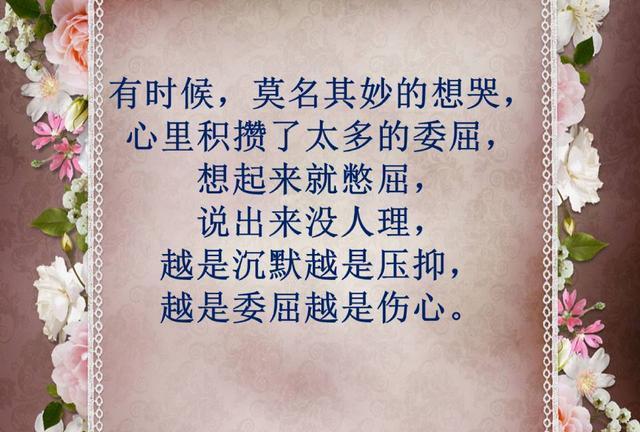 有时候，莫名其妙的想哭，
心里积攒了太多的委屈，
想起来就憋屈，
说出来没人理，
越是沉默越是压抑，
越是委屈越是伤心。